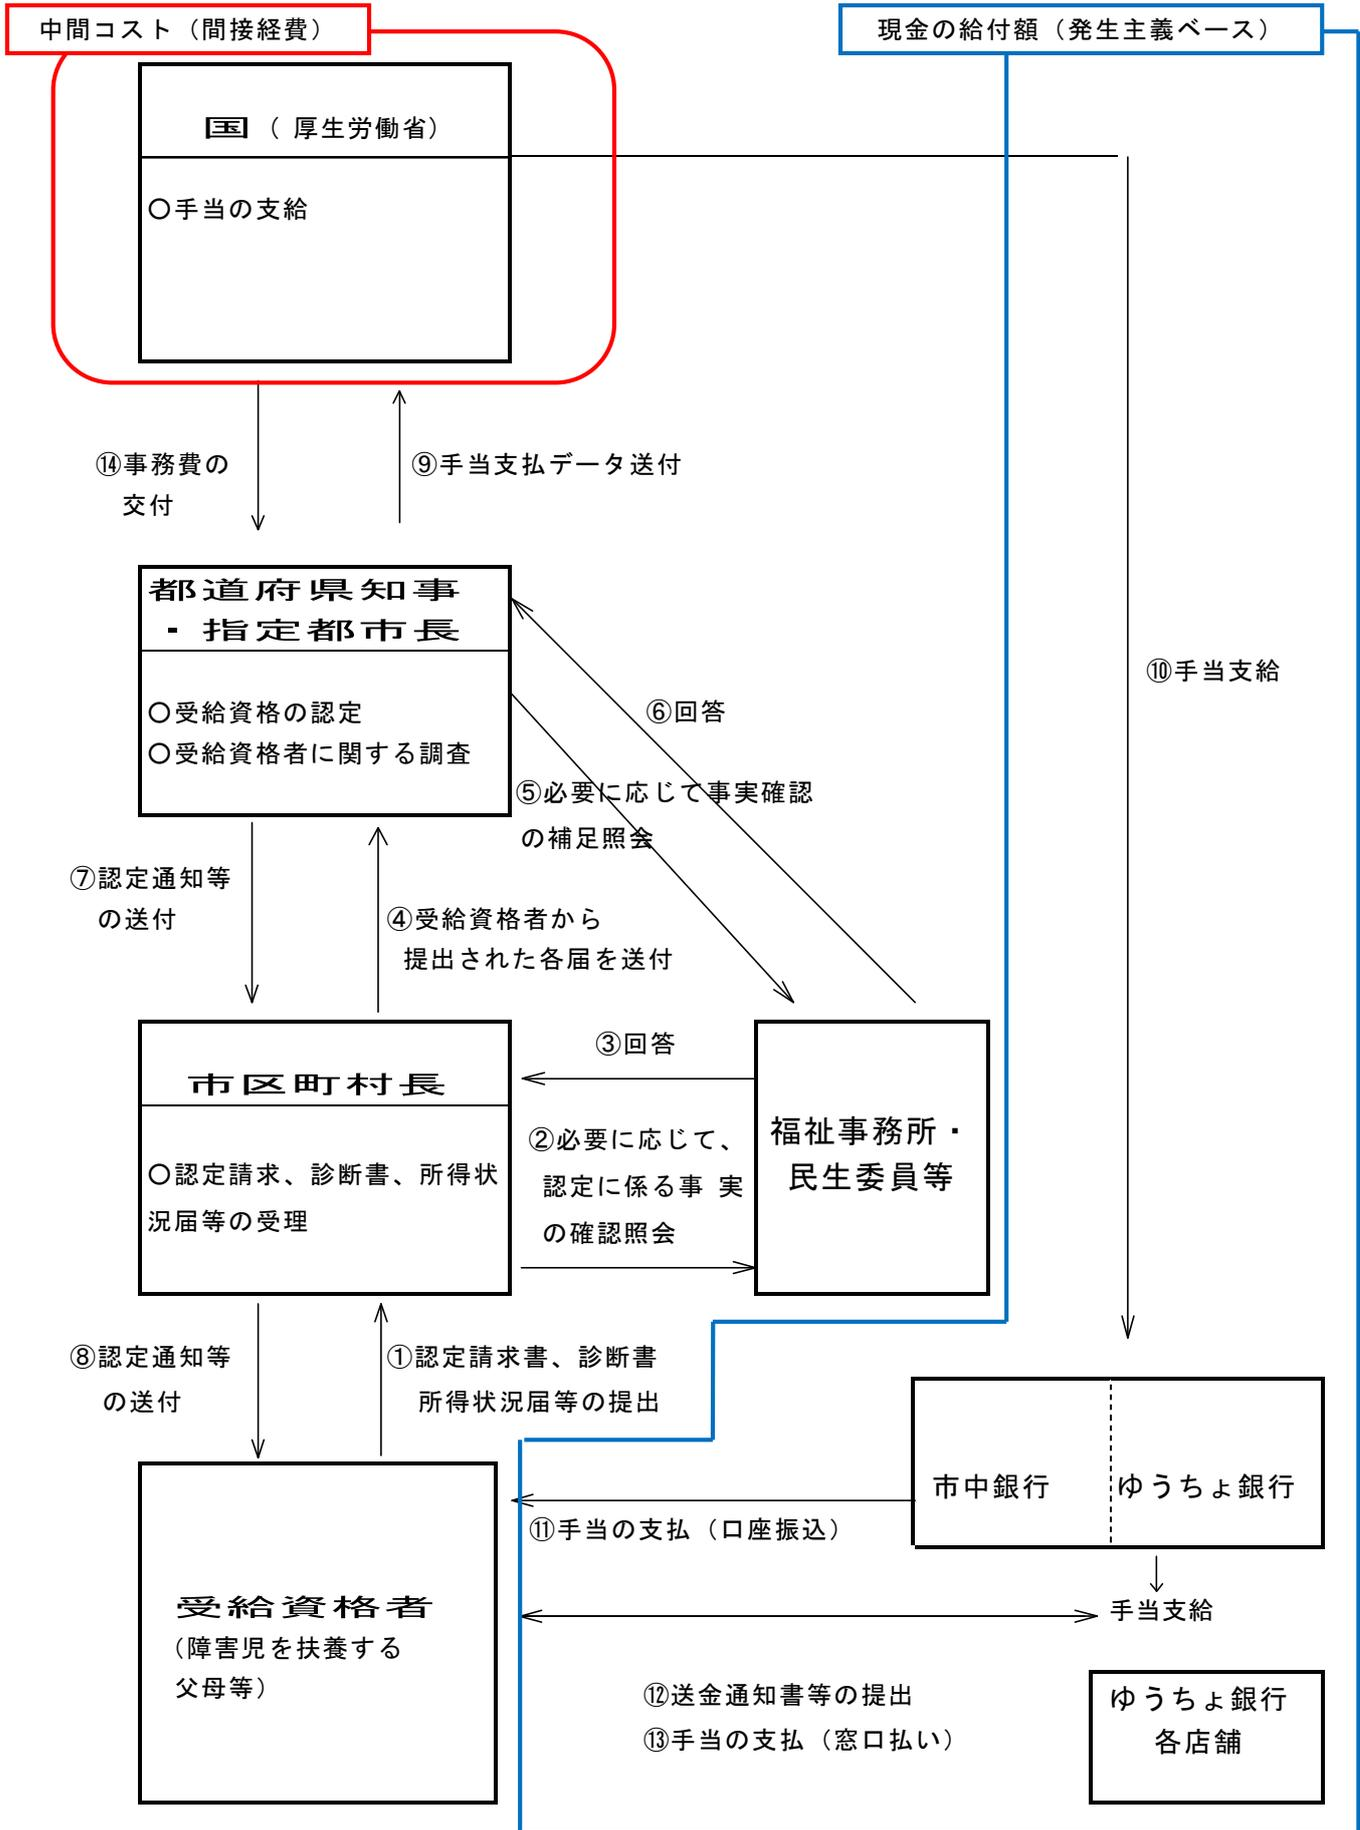 中間コスト（間接経費）
現金の給付額（発生主義ベース）
国（ 厚生労働省）
○手当の支給
⑭事務費の
交付
⑨手当支払データ送付
都道府県知事
・指定都市長
○受給資格の認定
○受給資格者に関する調査
⑥回答
⑩手当支給
⑤必要に応じて事実確認
の補足照会
⑦認定通知等
の送付
④受給資格者から
提出された各届を送付
市区町村長
○認定請求、診断書、所得状
況届等の受理
③回答
②必要に応じて、
認定に係る事 実
の確認照会
福祉事務所・
民生委員等
⑧認定通知等
の送付
①認定請求書、診断書
所得状況届等の提出
市中銀行
ゆうちょ銀行
⑪手当の支払（口座振込）
手当支給
受給資格者
（障害児を扶養する
父母等）
⑫送金通知書等の提出
⑬手当の支払（窓口払い）
ゆうちょ銀行
各店舗